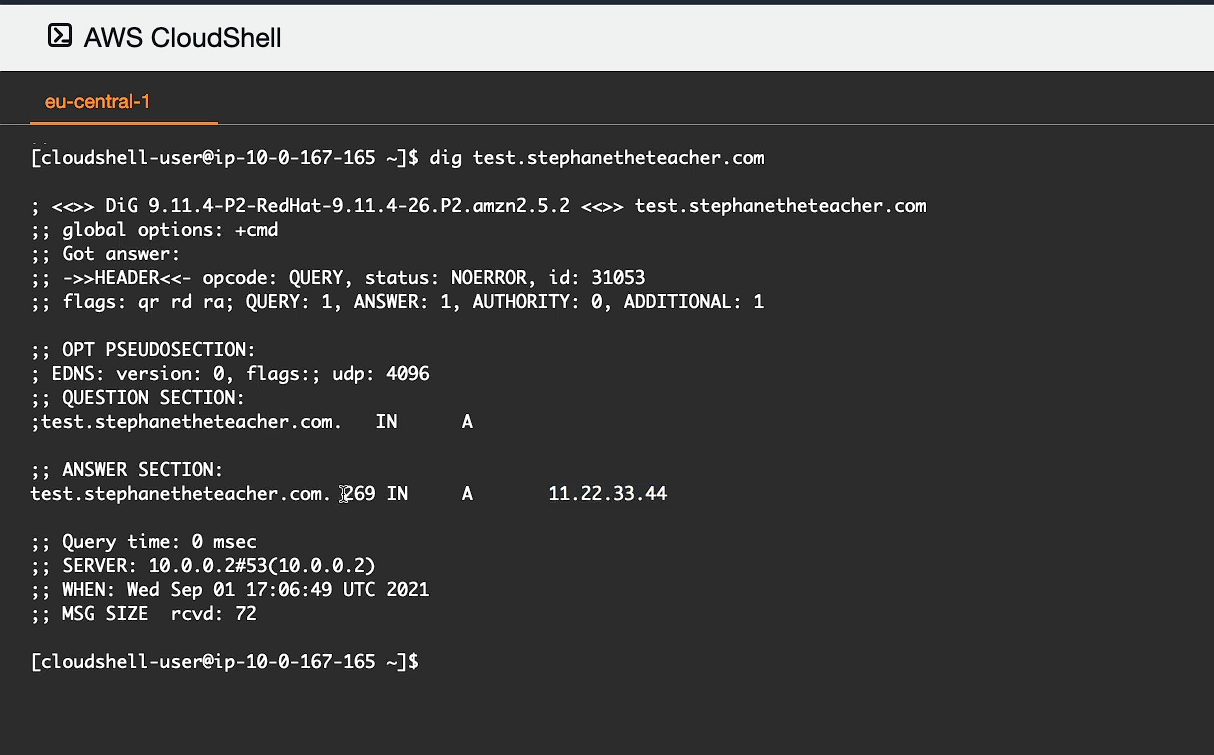 AWS CloudShell
eu-central-1
[cloudshell-user@ip-10-0-167-165 ~]$ dig test.stephanetheteacher.com
; <<>> DiG 9.11.4-P2-RedHat-9.11.4-26.P2.amzn2.5.2 <<>> test.stephanetheteacher.com
;; global options: +cmd
;; Got answer:
;; ->>HEADER<<- opcode: QUERY, status: NOERROR, id: 31053
;; flags: qr rd ra; QUERY: 1, ANSWER: 1, AUTHORITY: 0, ADDITIONAL: 1
;; OPT PSEUDOSECTION:
; EDNS: version: 0, flags:; udp: 4096
;; QUESTION SECTION:
;test.stephanetheteacher.com. IN A
;; ANSWER SECTION:
test.stephanetheteacher.com. 269 IN A 11.22.33.44
;; Query time: 0 msec
;; SERVER: 10.0.0.2#53(10.0.0.2)
;; WHEN: Wed Sep 01 17:06:49 UTC 2021
;; MSG SIZE rcvd: 72
[cloudshell-user@ip-10-0-167-165 ~]$